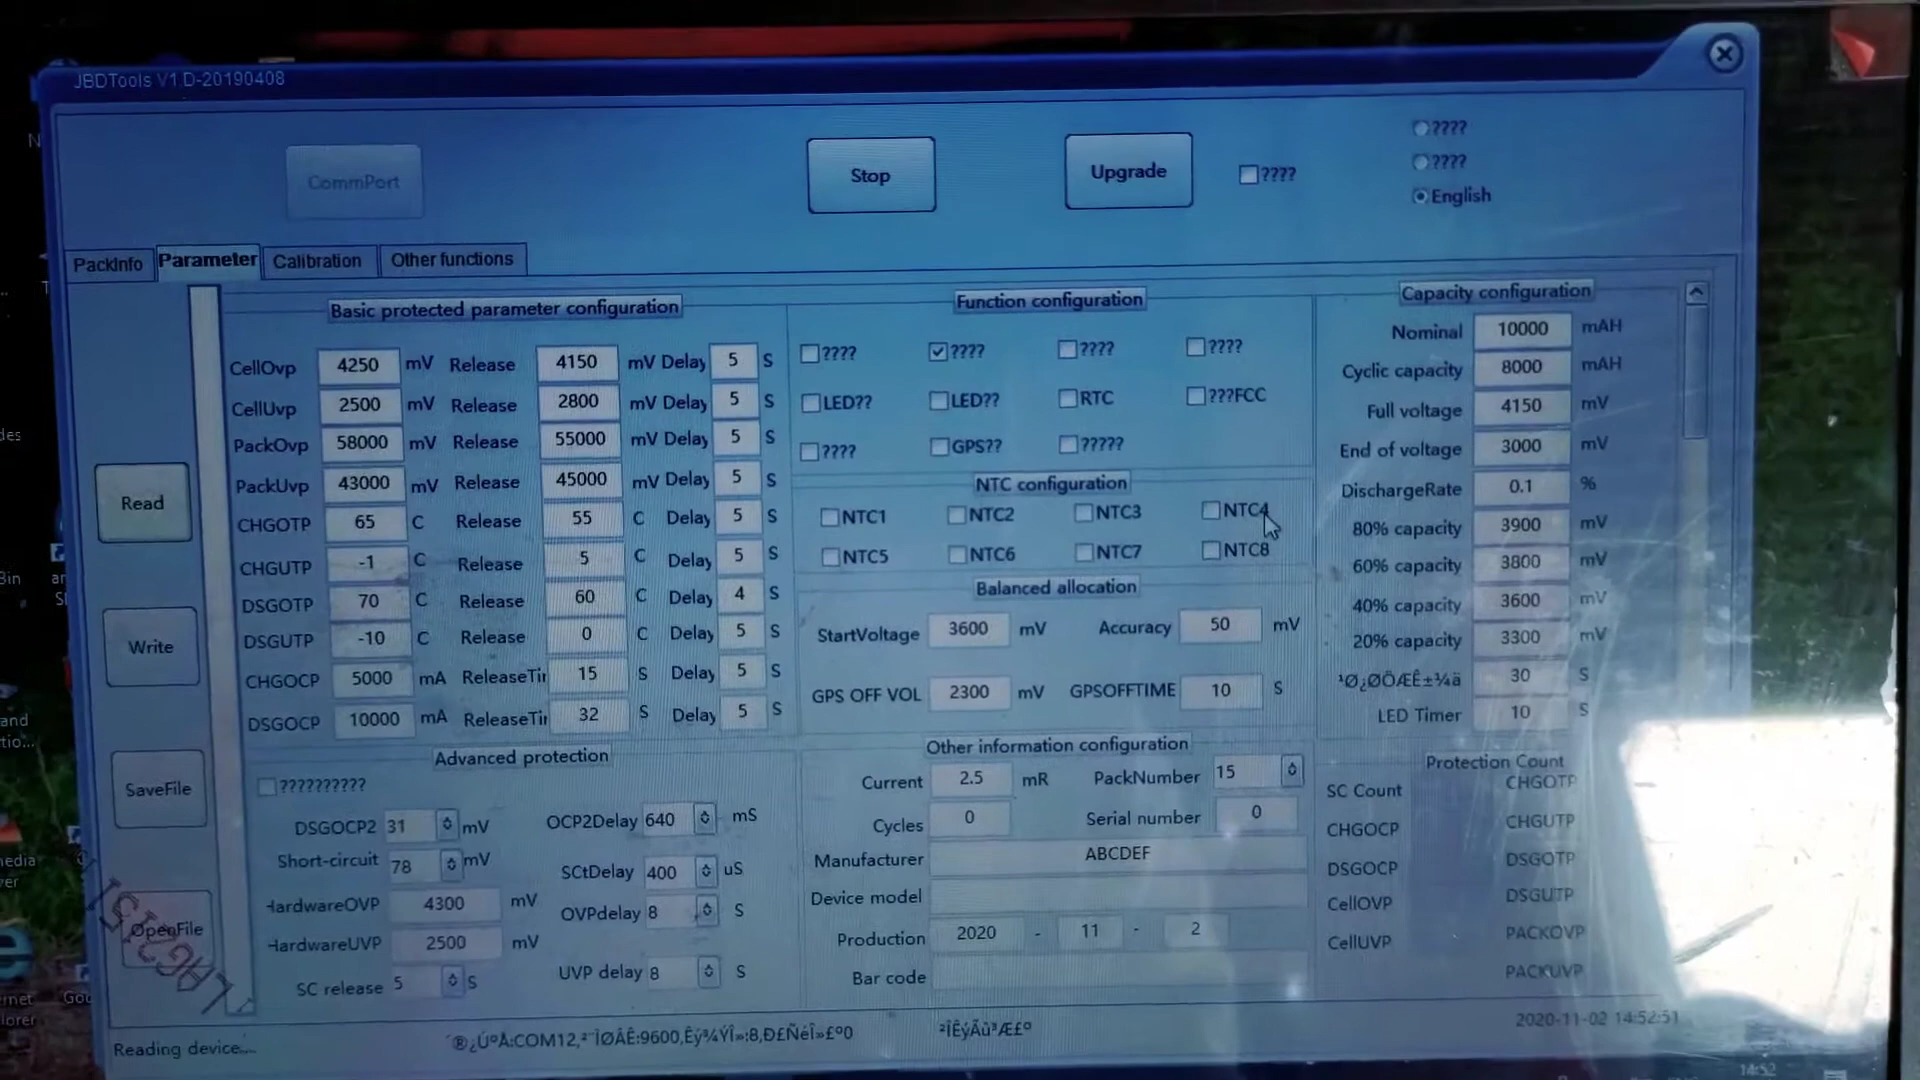 JBDTools V1.D-20190408
CommPort
Stop
Upgrade
????
????
????
English
PackInfo
Parameter
Calibration
Other functions
Read
Write
SaveFile
OpenFile
Basic protected parameter configuration
CellOvp 4250 mV Release 4150 mV Delay 5 S
CellUvp 2500 mV Release 2800 mV Delay 5 S
PackOvp 58000 mV Release 55000 mV Delay 5 S
PackUvp 43000 mV Release 45000 mV Delay 5 S
CHGOTP 65 C Release 55 C Delay 5 S
CHGUTP -1 C Release 5 C Delay 5 S
DSGOTP 70 C Release 60 C Delay 4 S
DSGUTP -10 C Release 0 C Delay 5 S
CHGOCP 5000 mA ReleaseTir 15 S Delay 5 S
DSGOCP 10000 mA ReleaseTir 32 S Delay 5 S
Function configuration
???? ???? ???? ????
LED?? LED?? RTC ???FCC
???? GPS?? ?????
NTC configuration
NTC1 NTC2 NTC3 NTC4
NTC5 NTC6 NTC7 NTC8
Balanced allocation
StartVoltage 3600 mV Accuracy 50 mV
GPS OFF VOL 2300 mV GPSOFFTIME 10 S
Capacity configuration
Nominal 10000 mAH
Cyclic capacity 8000 mAH
Full voltage 4150 mV
End of voltage 3000 mV
DischargeRate 0.1 %
80% capacity 3900 mV
60% capacity 3800 mV
40% capacity 3600 mV
20% capacity 3300 mV
¹Ø¿ØÖÆÊ±¼ä 30 S
LED Timer 10 S
Advanced protection
??????????
DSGOCP2 31 mV OCP2Delay 640 mS
Short-circuit 78 mV SCtDelay 400 uS
HardwareOVP 4300 mV OVPdelay 8 S
HardwareUVP 2500 mV UVP delay 8 S
SC release 5 S
Other information configuration
Current 2.5 mR PackNumber 15
Cycles 0 Serial number 0
Manufacturer ABCDEF
Device model
Production 2020 - 11 - 2
Bar code
Protection Count
SC Count CHGOTP
CHGOCP CHGUTP
DSGOCP DSGOTP
CellOVP DSGUTP
CellUVP PACKOVP
PACKUVP
Reading device....
2020-11-02 14:52:51
14:52